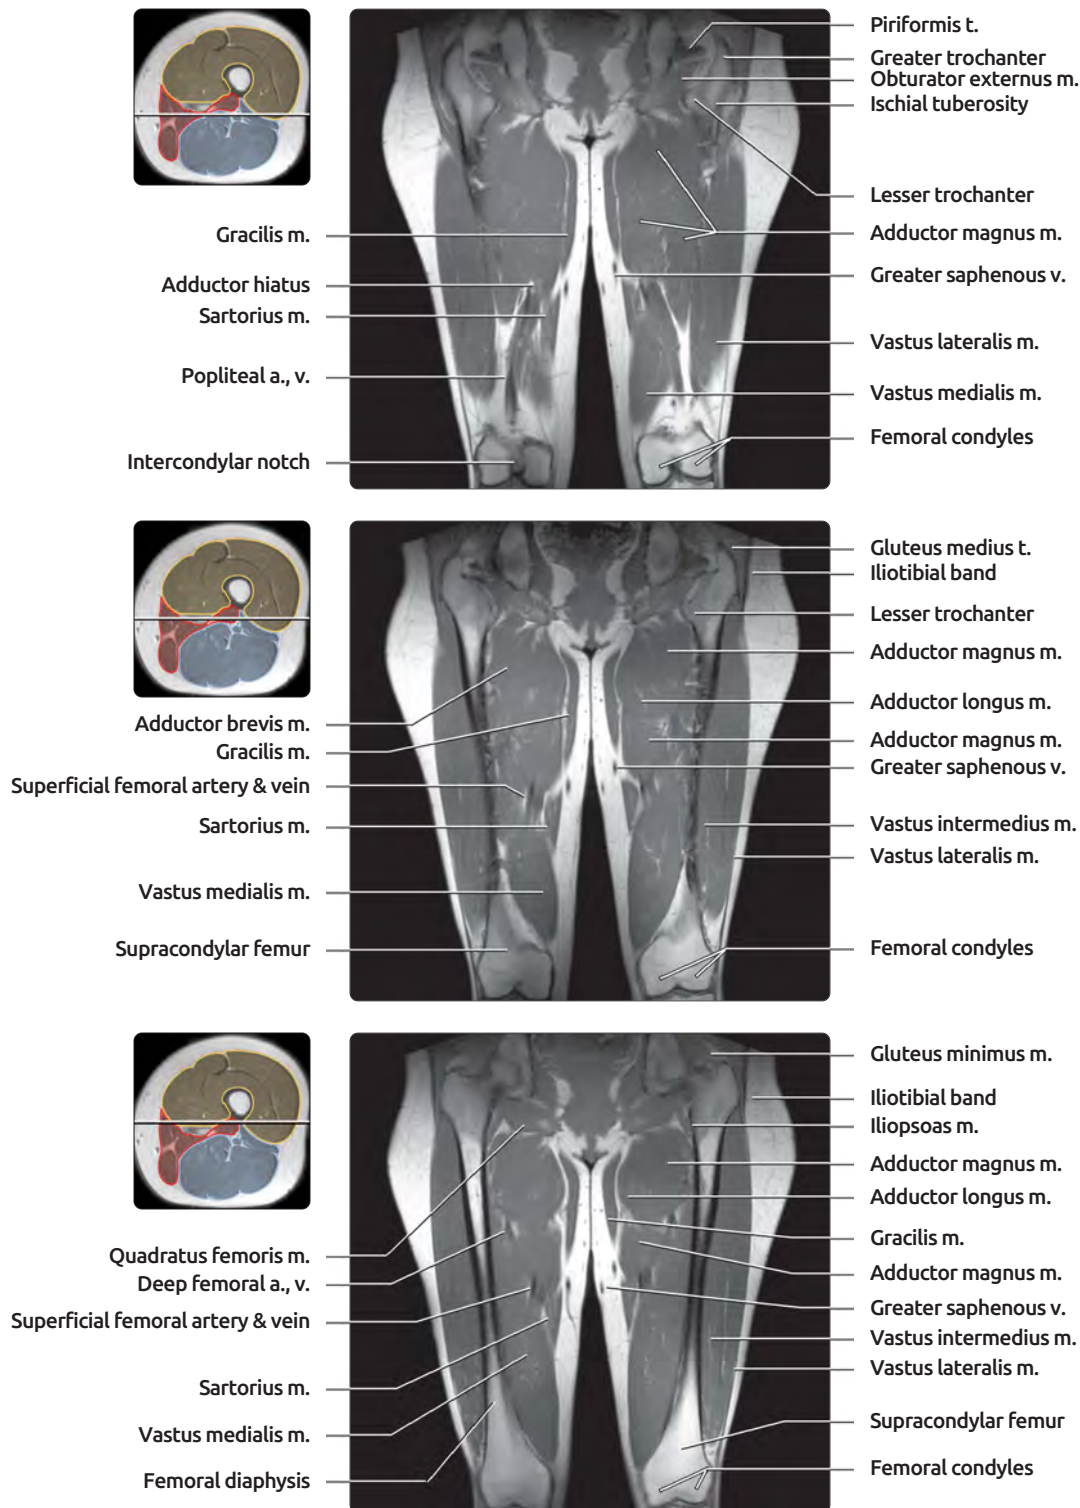 Piriformis t.
Greater trochanter
Obturator externus m.
Ischial tuberosity
Lesser trochanter
Gracilis m.
Adductor magnus m.
Greater saphenous v.
Adductor hiatus
Sartorius m.
Vastus lateralis m.
Popliteal a., v.
Vastus medialis m.
Femoral condyles
Intercondylar notch
Gluteus medius t.
Iliotibial band
Lesser trochanter
Adductor magnus m.
Adductor longus m.
Adductor brevis m.
Adductor magnus m.
Gracilis m.
Greater saphenous v.
Superficial femoral artery & vein
Sartorius m.
Vastus intermedius m.
Vastus lateralis m.
Vastus medialis m.
Supracondylar femur
Femoral condyles
Gluteus minimus m.
Iliotibial band
Iliopsoas m.
Adductor magnus m.
Adductor longus m.
Gracilis m.
Quadratus femoris m.
Adductor magnus m.
Deep femoral a., v.
Greater saphenous v.
Superficial femoral artery & vein
Vastus intermedius m.
Vastus lateralis m.
Sartorius m.
Supracondylar femur
Vastus medialis m.
Femoral condyles
Femoral diaphysis